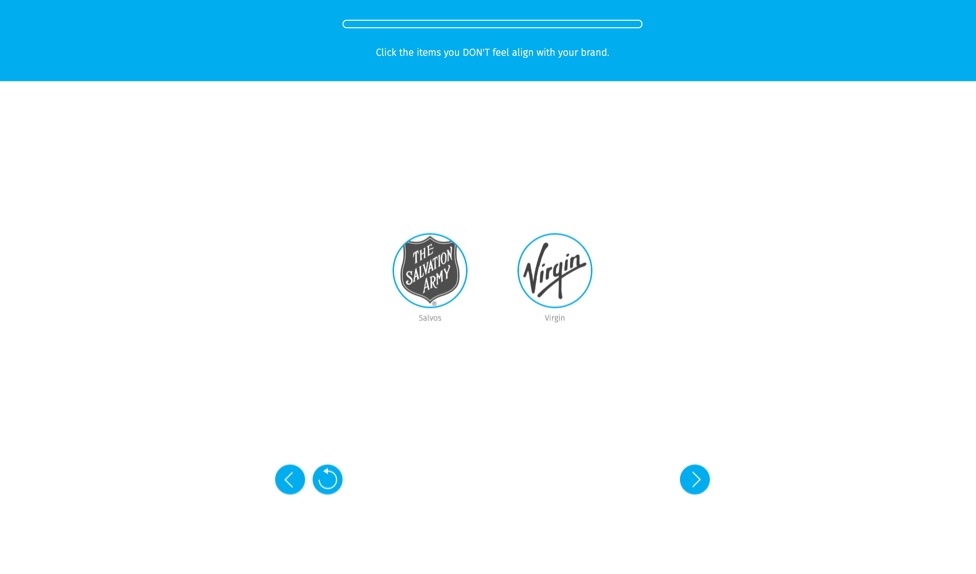 Click the items you DON'T feel align with your brand.
THE
SALVATION
ARMY
Virgin
Salvos
Virgin